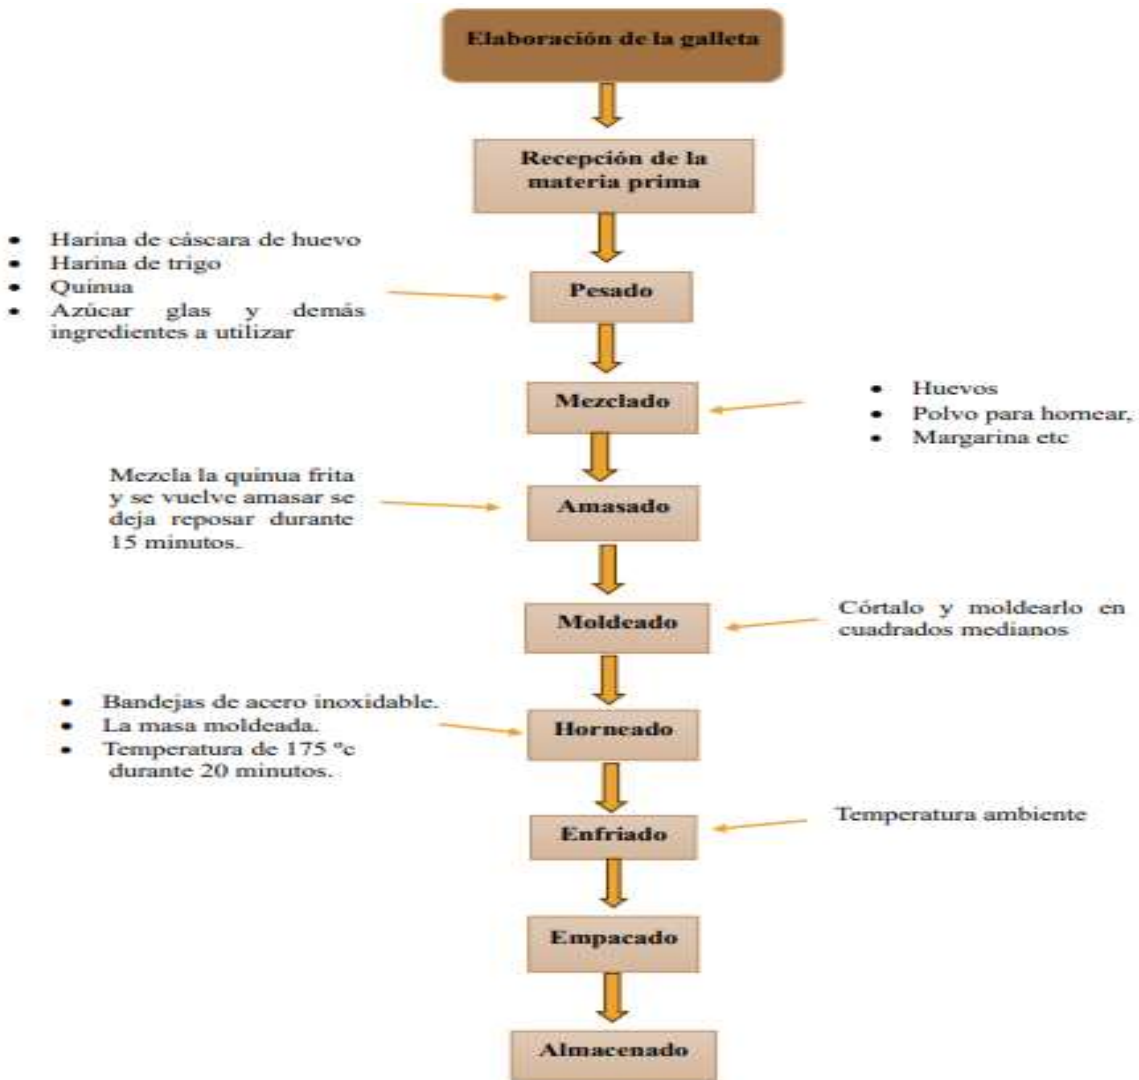 Elaboración de la galleta
Recepción de la
materia prima
• Harina de cáscara de huevo
• Harina de trigo
• Quínua
• Azúcar glas y demás
ingredientes a utilizar
Pesado
Mezclado
• Huevos
• Polvo para hornear,
• Margarina etc
Mezcla la quinua frita
y se vuelve amasar se
deja reposar durante
15 minutos.
Amasado
Moldeado
Córtalo y moldearlo en
cuadrados medianos
• Bandejas de acero inoxidable.
• La masa moldeada.
• Temperatura de 175 ºc
durante 20 minutos.
Horneado
Enfriado
Temperatura ambiente
Empacado
Almacenado